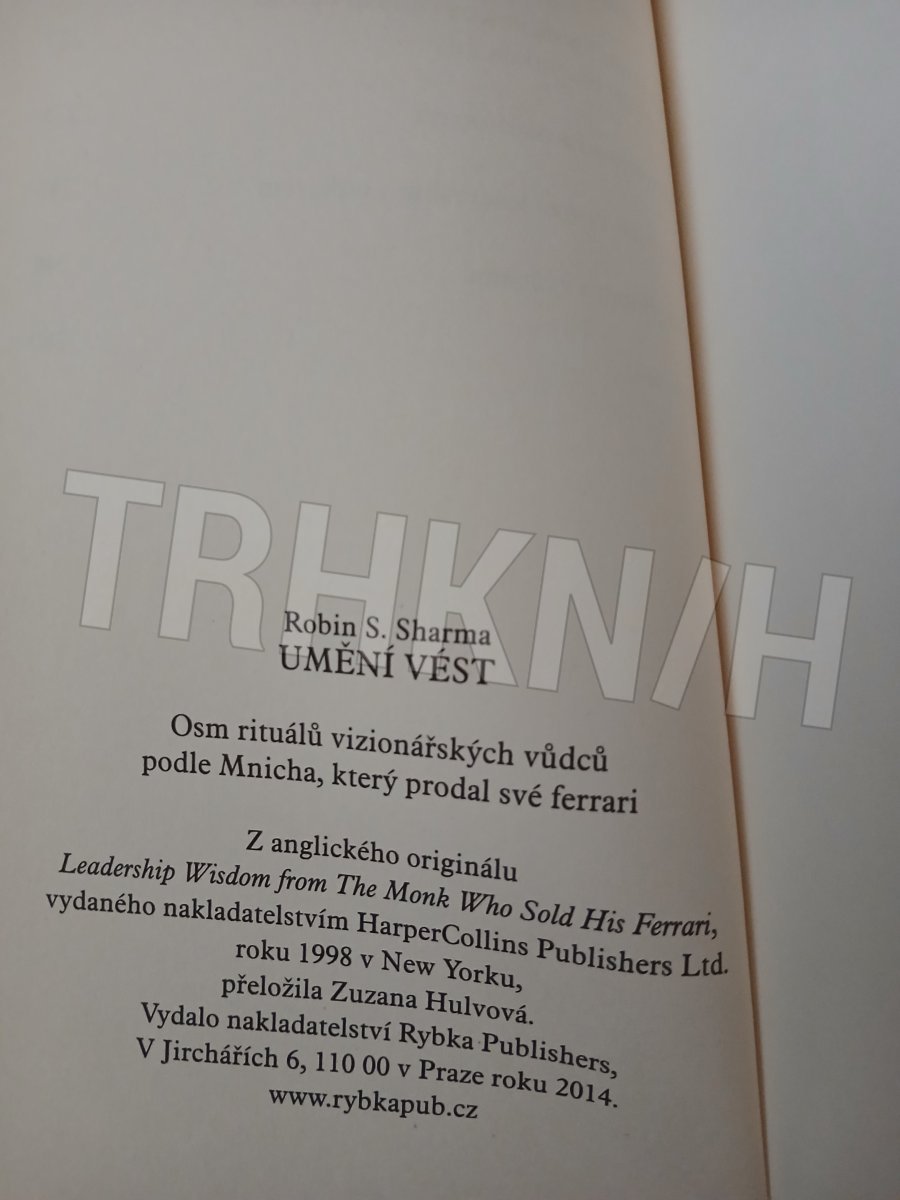 TRHKN/H
Robin S. Sharma
UMĚNÍ VÉST
Osm rituálů vizionářských vůdců
podle Mnicha, který prodal své ferrari
Z anglického originálu
Leadership Wisdom from The Monk Who Sold His Ferrari,
vydaného nakladatelstvím HarperCollins Publishers Ltd.
roku 1998 v New Yorku,
přeložila Zuzana Hulvová.
Vydalo nakladatelství Rybka Publishers,
V Jirchářích 6, 110 00 v Praze roku 2014.
www.rybkapub.cz